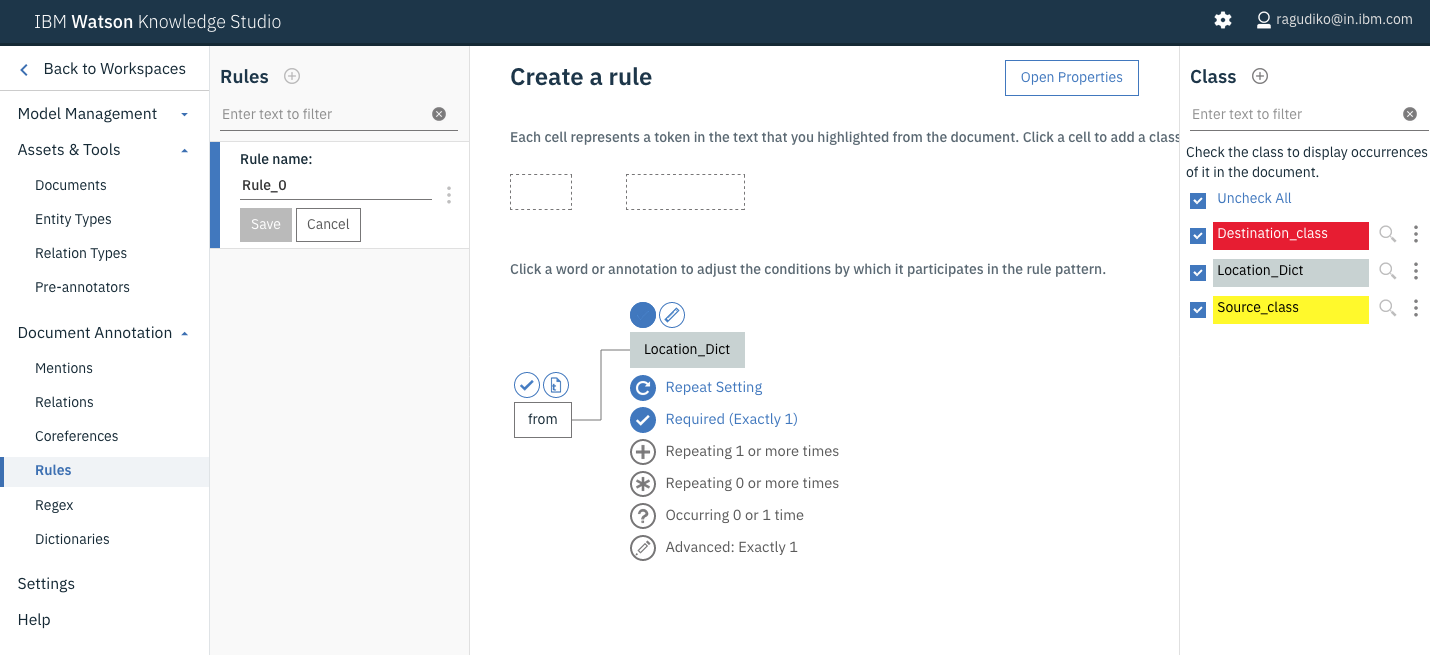 IBM Watson Knowledge Studio
ragudiko@in.ibm.com
Back to Workspaces
Model Management
Assets & Tools
Documents
Entity Types
Relation Types
Pre-annotators
Document Annotation
Mentions
Relations
Coreferences
Rules
Regex
Dictionaries
Settings
Help
Rules
Enter text to filter
Rule name:
Rule_0
Save
Cancel
Create a rule
Open Properties
Each cell represents a token in the text that you highlighted from the document. Click a cell to add a class
Click a word or annotation to adjust the conditions by which it participates in the rule pattern.
Location_Dict
from
Repeat Setting
Required (Exactly 1)
Repeating 1 or more times
Repeating 0 or more times
Occurring 0 or 1 time
Advanced: Exactly 1
Class
Enter text to filter
Check the class to display occurrences
of it in the document.
Uncheck All
Destination_class
Location_Dict
Source_class